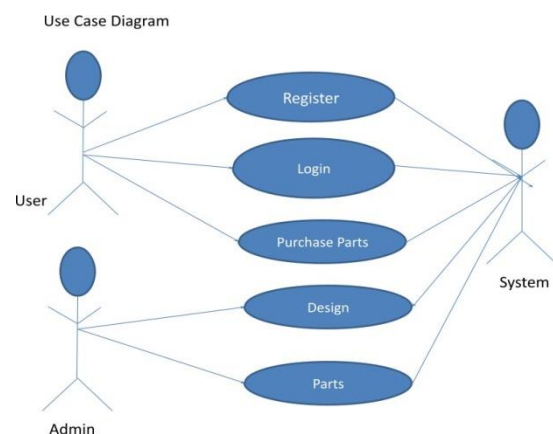 Use Case Diagram
Register
Login
User
Purchase Parts
System
Design
Parts
Admin